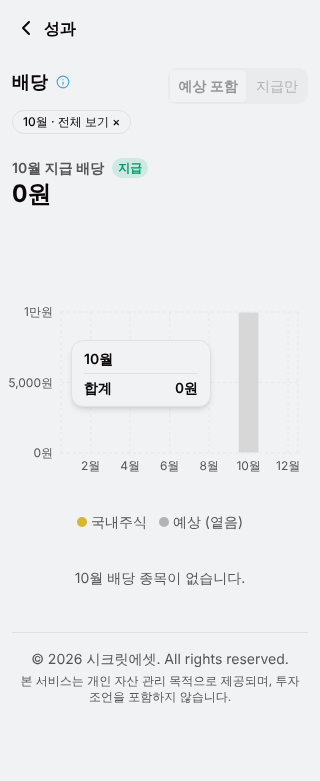 성과
배당
예상 포함
지급만
10월 · 전체 보기 ×
10월 지급 배당 지급
0원
1만원
5,000원
0원
10월
합계 0원
2월 4월 6월 8월 10월 12월
국내주식 예상 (옅음)
10월 배당 종목이 없습니다.
© 2026 시크릿에셋. All rights reserved.
본 서비스는 개인 자산 관리 목적으로 제공되며, 투자
조언을 포함하지 않습니다.